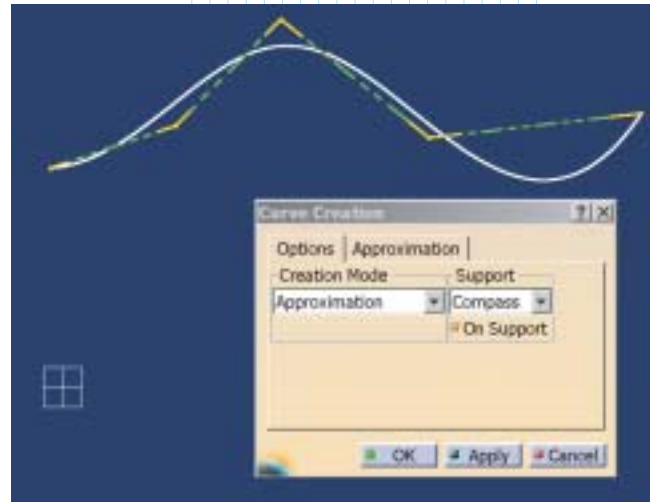 Curve Creation ? X
Options Approximation
Creation Mode Support
Approximation Compass
On Support
OK Apply Cancel